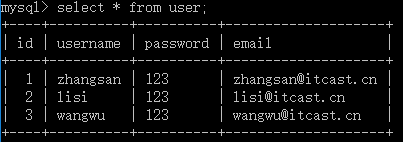 mysql> select * from user;
+----+----------+----------+--------------------+
| id | username | password | email              |
+----+----------+----------+--------------------+
|  1 | zhangsan | 123      | zhangsan@itcast.cn |
|  2 | lisi     | 123      | lisi@itcast.cn     |
|  3 | wangwu   | 123      | wangwu@itcast.cn   |
+----+----------+----------+--------------------+